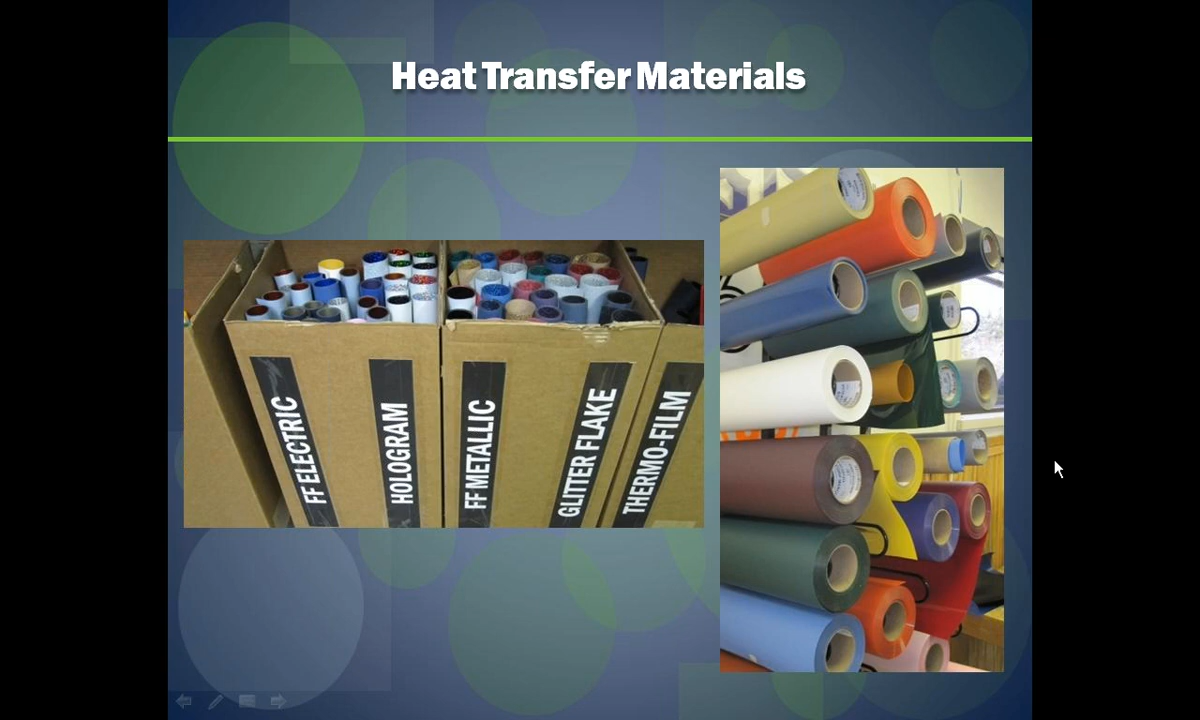 Heat Transfer Materials
FF ELECTRIC
HOLOGRAM
FF METALLIC
GLITTER FLAKE
THERMO-FILM